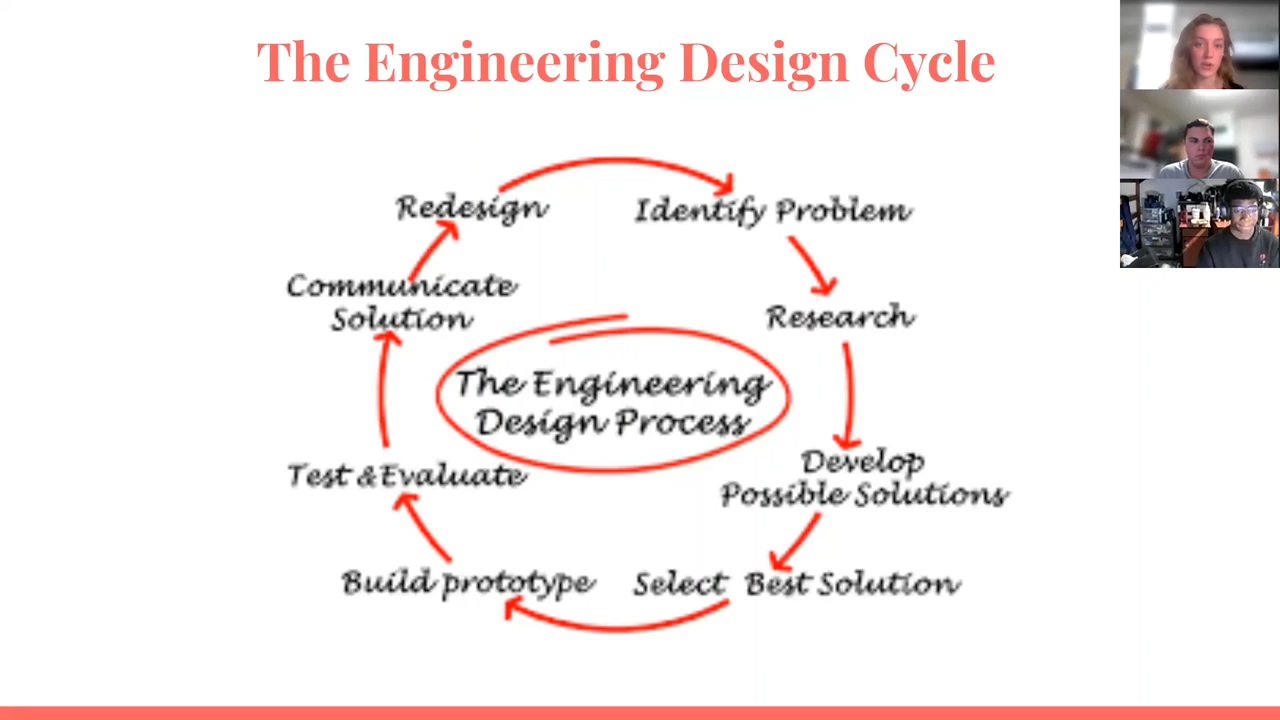 The Engineering Design Cycle
Redesign
Identify Problem
Communicate
Solution
Research
The Engineering
Design Process
Develop
Possible Solutions
Test &Evaluate
Build prototype
Select Best Solution